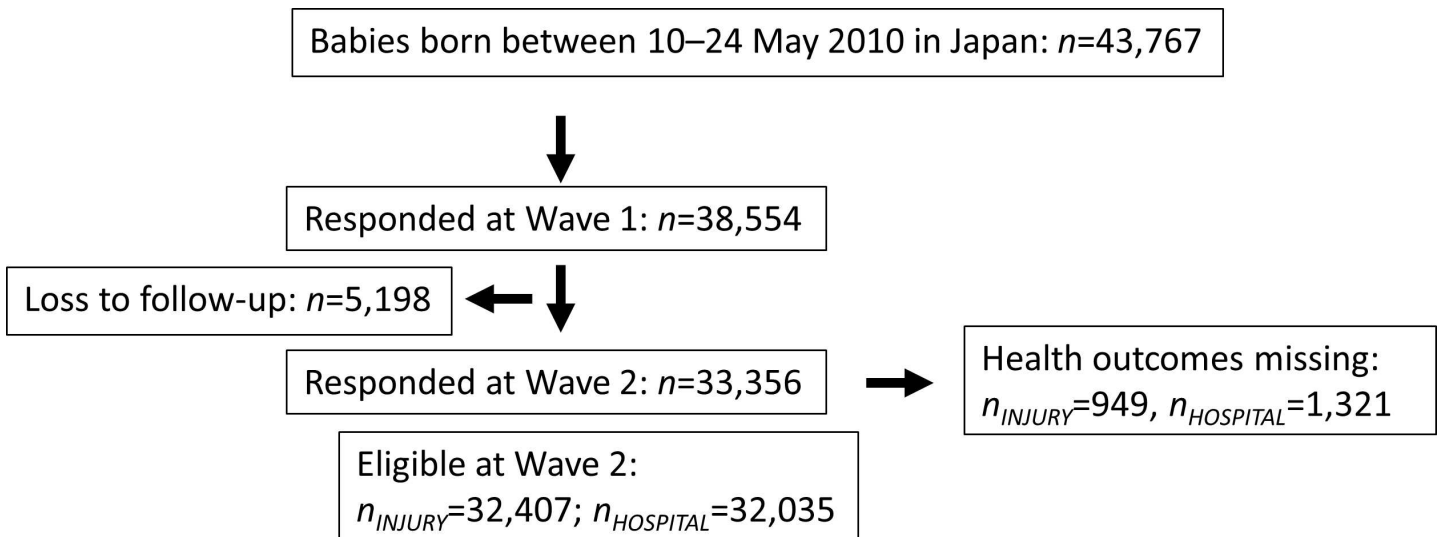 Babies born between 10–24 May 2010 in Japan: n=43,767
Responded at Wave 1: n=38,554
Loss to follow-up: n=5,198
Responded at Wave 2: n=33,356
Health outcomes missing:
nINJURY=949, nHOSPITAL=1,321
Eligible at Wave 2:
nINJURY=32,407; nHOSPITAL=32,035